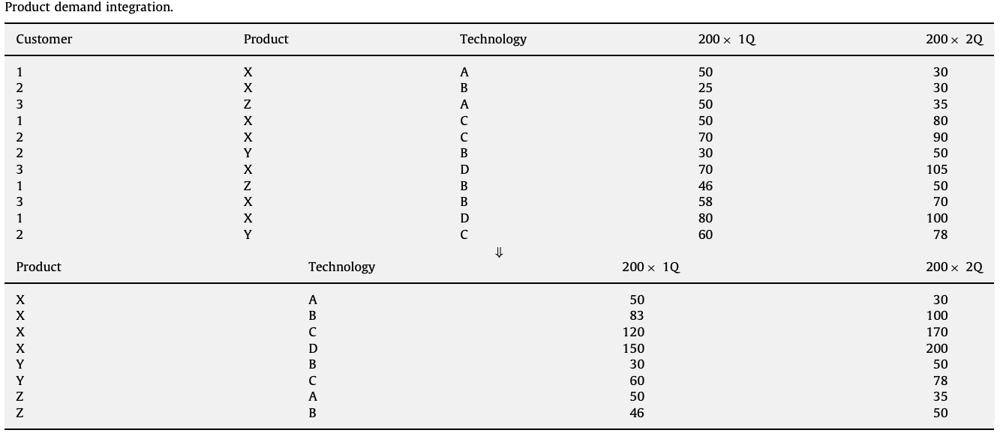 Product demand integration.
Customer Product Technology 200 × 1Q 200 × 2Q
1 X A 50 30
2 X B 25 30
3 Z A 50 35
1 X C 50 80
2 X C 70 90
2 Y B 30 50
3 X D 70 105
1 Z B 46 50
3 X B 58 70
1 X D 80 100
2 Y C 60 78
⇓
Product Technology 200 × 1Q 200 × 2Q
X A 50 30
X B 83 100
X C 120 170
X D 150 200
Y B 30 50
Y C 60 78
Z A 50 35
Z B 46 50